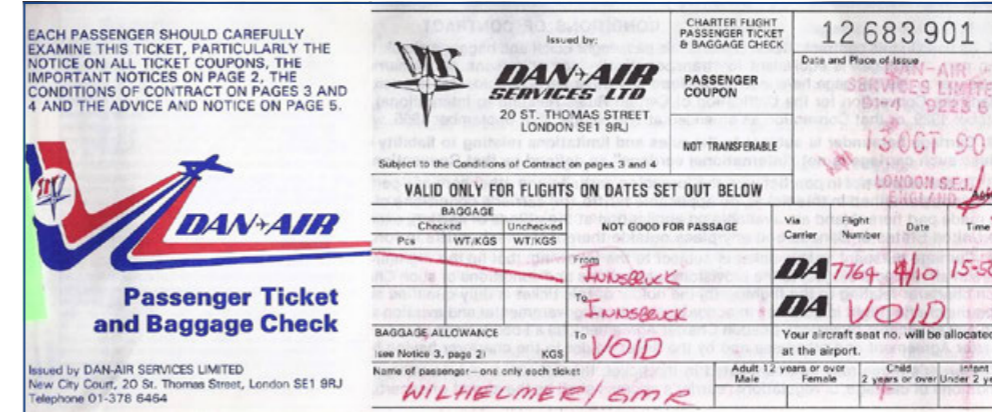 EACH PASSENGER SHOULD CAREFULLY
EXAMINE THIS TICKET, PARTICULARLY THE
NOTICE ON ALL TICKET COUPONS, THE
IMPORTANT NOTICES ON PAGE 2, THE
CONDITIONS OF CONTRACT ON PAGES 3 AND
4 AND THE ADVICE AND NOTICE ON PAGE 5.
DAN-AIR
Passenger Ticket
and Baggage Check
Issued by DAN-AIR SERVICES LIMITED
New City Court, 20 St. Thomas Street, London SE1 9RJ
Telephone 01-378 6464
Issued by:
DAN-AIR
SERVICES LTD
20 ST. THOMAS STREET
LONDON SE1 9RJ
Subject to the Conditions of Contract on pages 3 and 4
CHARTER FLIGHT
PASSENGER TICKET
& BAGGAGE CHECK
PASSENGER
COUPON
NOT TRANSFERABLE
12683901
Date and Place of Issue
DAN-AIR
SERVICES LIMITE
13 OCT 90
LONDON S.E.1.
ENGLAND
VALID ONLY FOR FLIGHTS ON DATES SET OUT BELOW
BAGGAGE
Checked Unchecked
Pcs WT/KGS WT/KGS
NOT GOOD FOR PASSAGE
Via Carrier Flight Number Date Time
From INNSBRUCK DA 7764 4/10 15-50
To INNSBRUCK DA VOID
To VOID
BAGGAGE ALLOWANCE
(see Notice 3, page 2) KGS
Your aircraft seat no. will be allocated
at the airport.
Name of passenger—one only each ticket
WILHELMER/ GMR
Adult 12 years or over
Male Female
Child
2 years or over
Infant
Under 2 ye